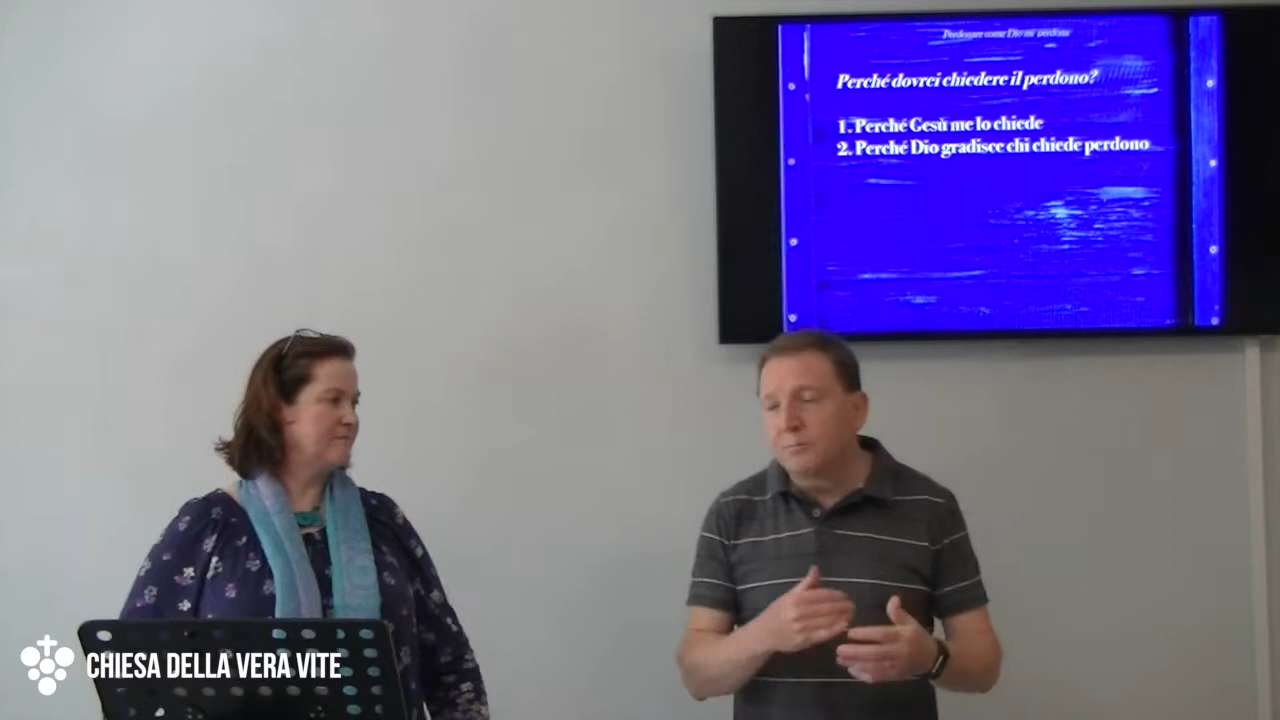 Perdonare come Dio mi perdona
Perché dovrei chiedere il perdono?
1. Perché Gesù me lo chiede
2. Perché Dio gradisce chi chiede perdono
CHIESA DELLA VERA VITE